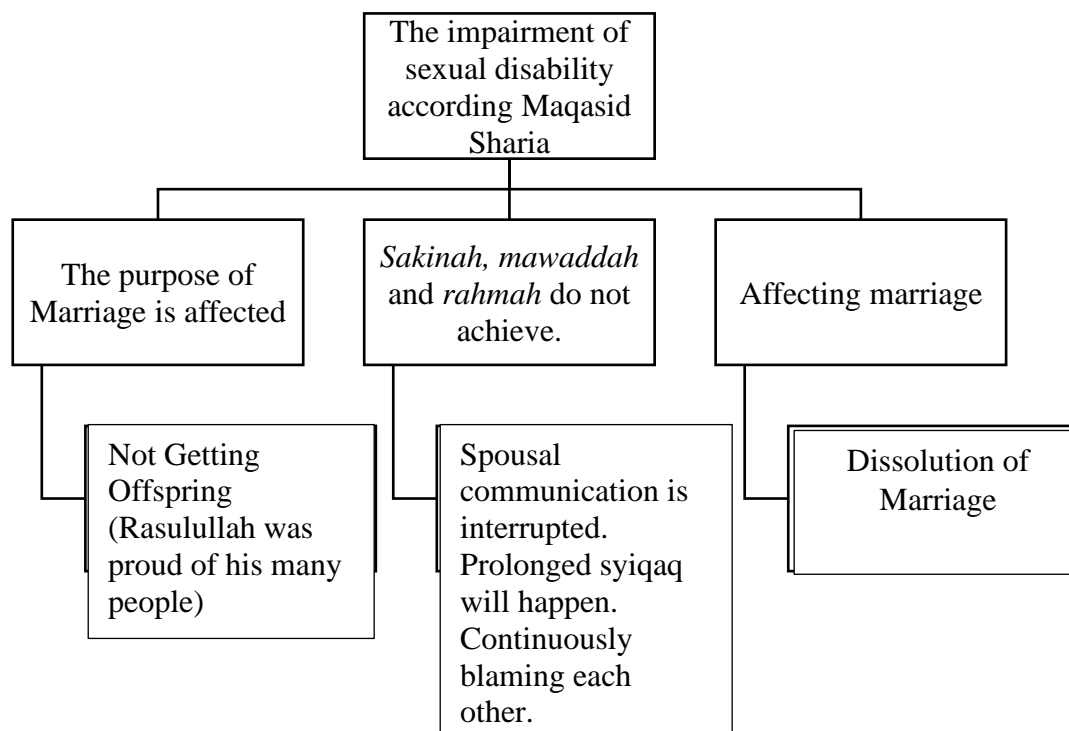 The impairment of
sexual disability
according Maqasid
Sharia
The purpose of
Marriage is affected
Sakinah, mawaddah
and rahmah do not
achieve.
Affecting marriage
Not Getting
Offspring
(Rasulullah was
proud of his many
people)
Spousal
communication is
interrupted.
Prolonged syiqaq
will happen.
Continuously
blaming each
other.
Dissolution of
Marriage